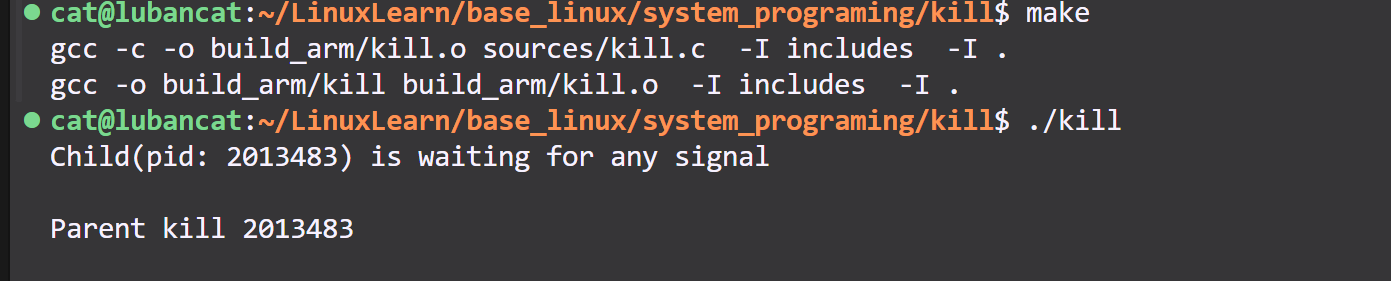 cat@lubancat:~/LinuxLearn/base_linux/system_programing/kill$ make
gcc -c -o build_arm/kill.o sources/kill.c  -I includes  -I .
gcc -o build_arm/kill build_arm/kill.o  -I includes  -I .
cat@lubancat:~/LinuxLearn/base_linux/system_programing/kill$ ./kill
Child(pid: 2013483) is waiting for any signal
Parent kill 2013483